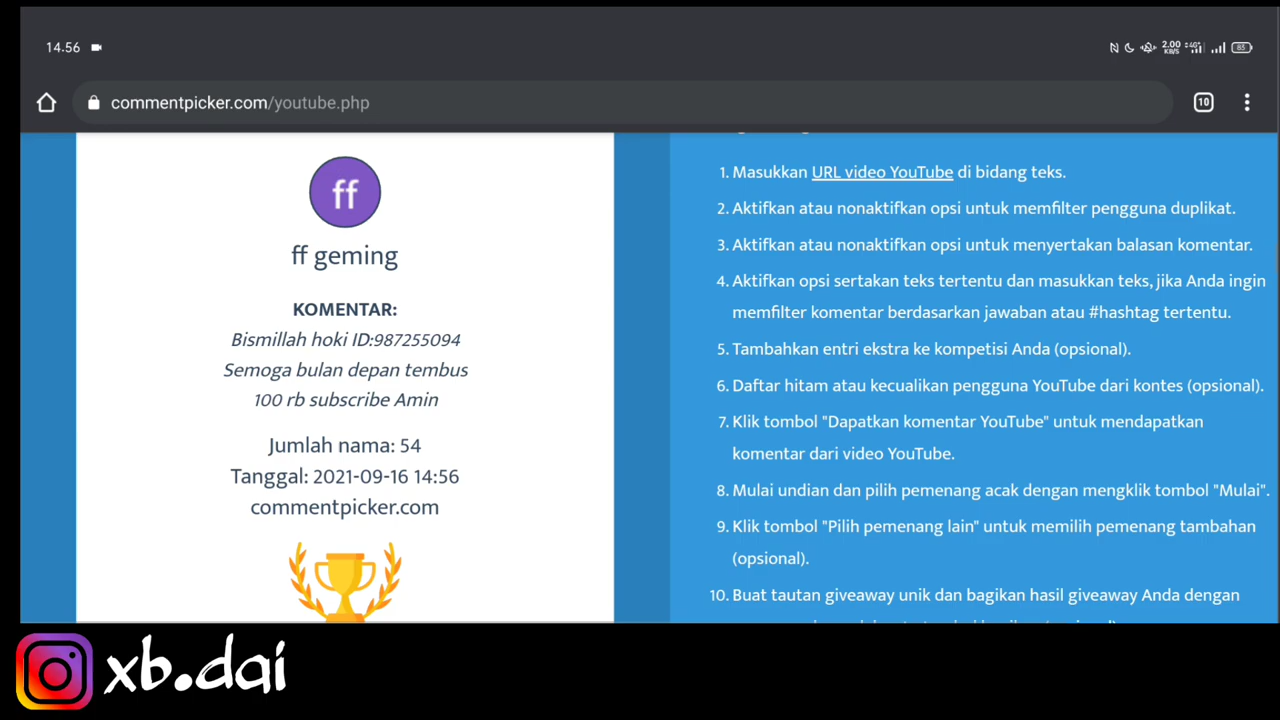 14.56
2.00
KB/S
4G+
83
commentpicker.com/youtube.php
10
ff
ff geming
KOMENTAR:
Bismillah hoki ID:987255094
Semoga bulan depan tembus
100 rb subscribe Amin
Jumlah nama: 54
Tanggal: 2021-09-16 14:56
commentpicker.com
1. Masukkan URL video YouTube di bidang teks.
2. Aktifkan atau nonaktifkan opsi untuk memfilter pengguna duplikat.
3. Aktifkan atau nonaktifkan opsi untuk menyertakan balasan komentar.
4. Aktifkan opsi sertakan teks tertentu dan masukkan teks, jika Anda ingin
memfilter komentar berdasarkan jawaban atau #hashtag tertentu.
5. Tambahkan entri ekstra ke kompetisi Anda (opsional).
6. Daftar hitam atau kecualikan pengguna YouTube dari kontes (opsional).
7. Klik tombol "Dapatkan komentar YouTube" untuk mendapatkan
komentar dari video YouTube.
8. Mulai undian dan pilih pemenang acak dengan mengklik tombol "Mulai".
9. Klik tombol "Pilih pemenang lain" untuk memilih pemenang tambahan
(opsional).
10. Buat tautan giveaway unik dan bagikan hasil giveaway Anda dengan
xb.dai